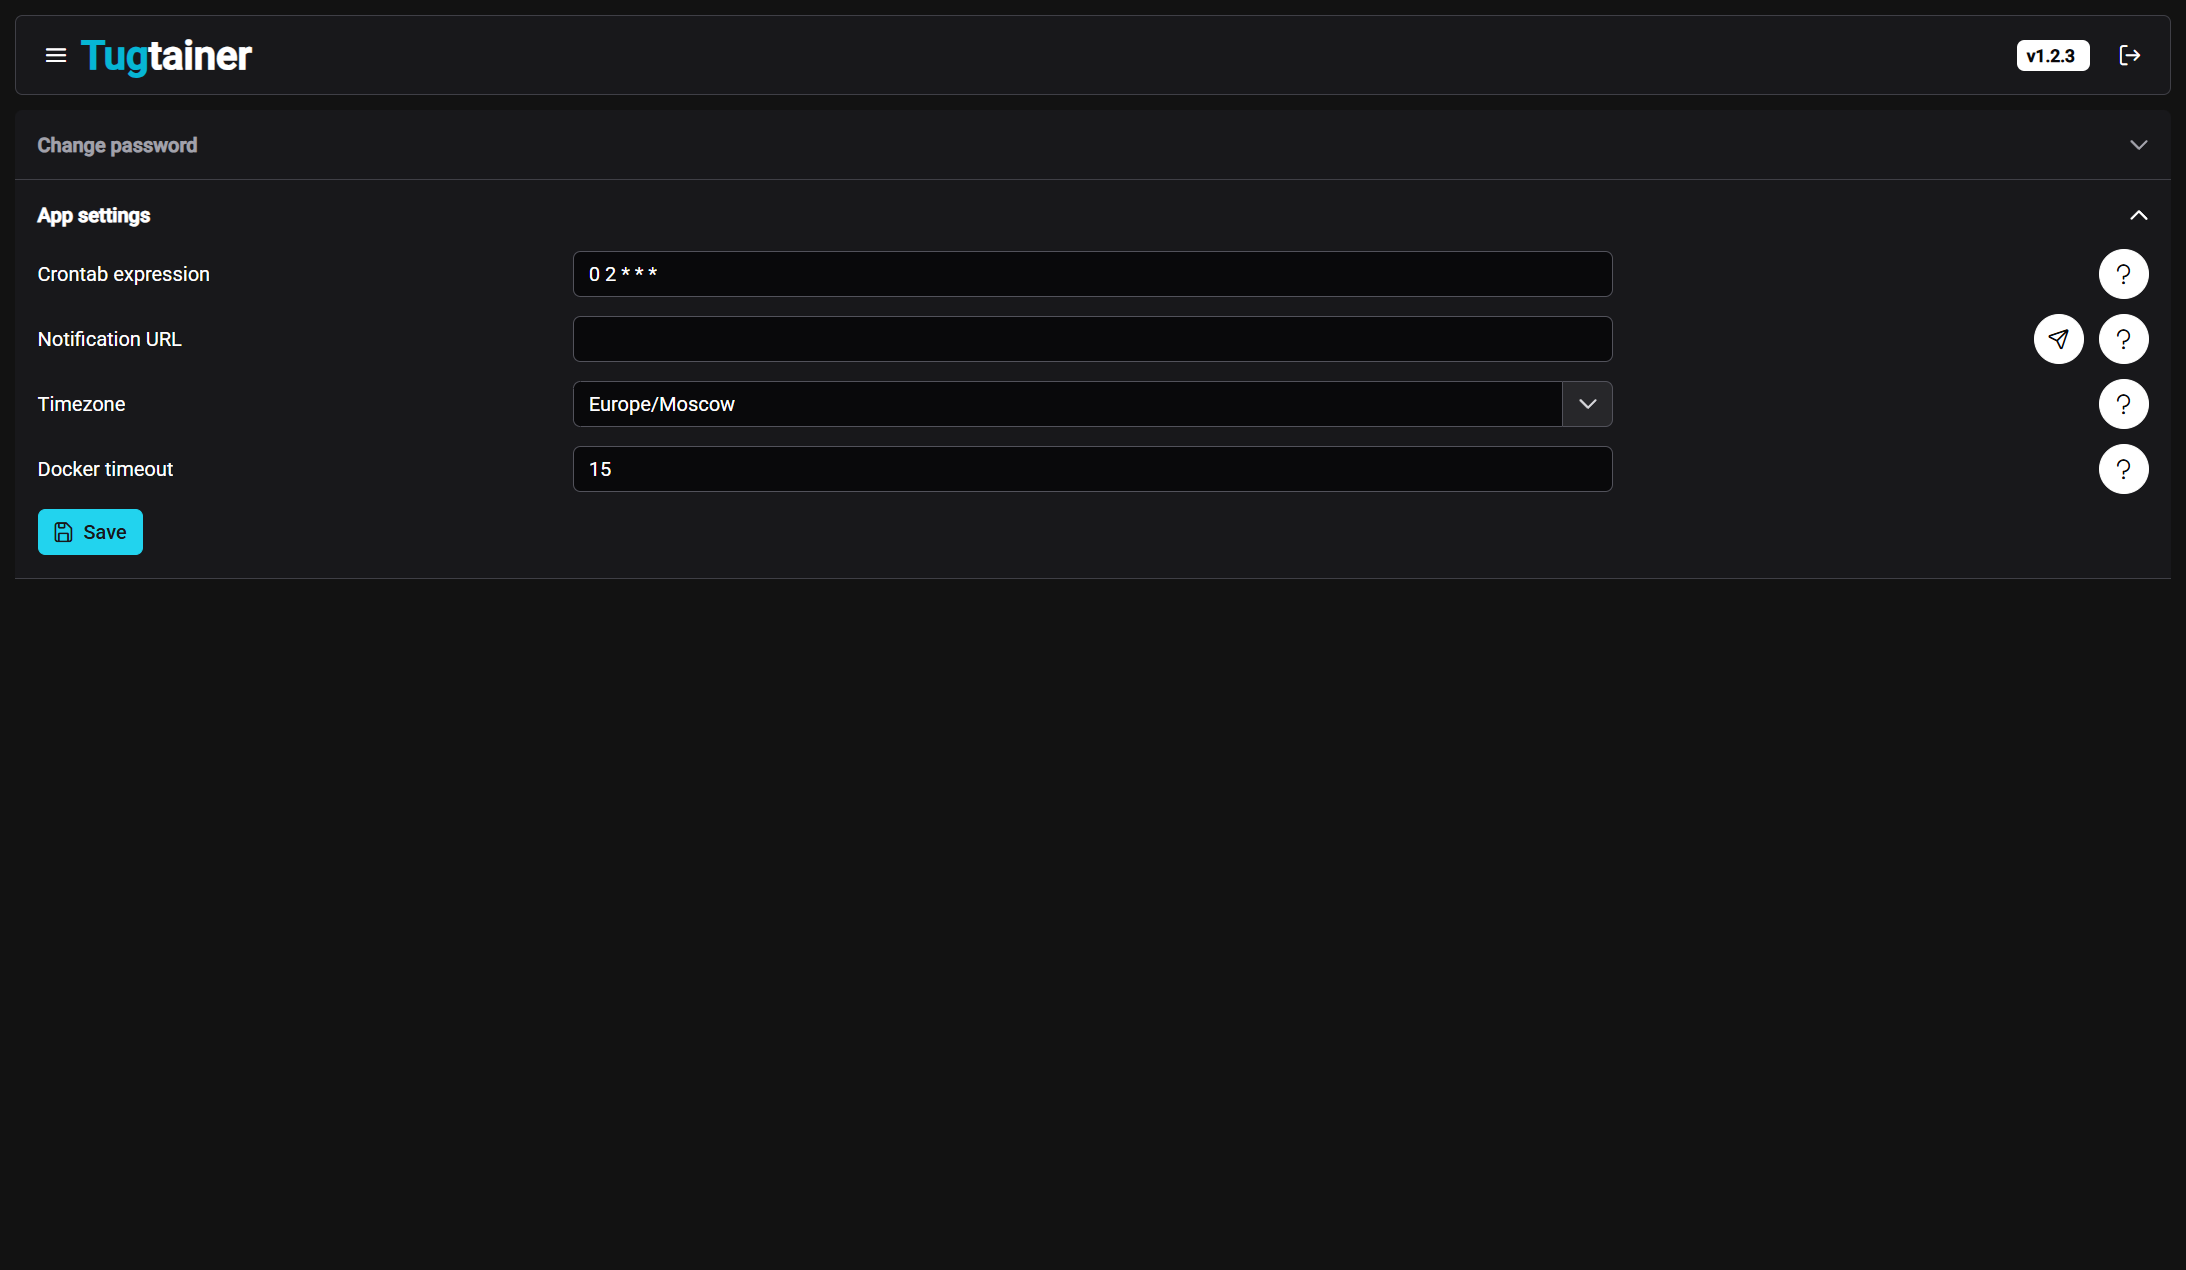 Tugtainer
v1.2.3
Change password
App settings
Crontab expression
0 2 * * *
?
Notification URL
?
Timezone
Europe/Moscow
?
Docker timeout
15
?
Save